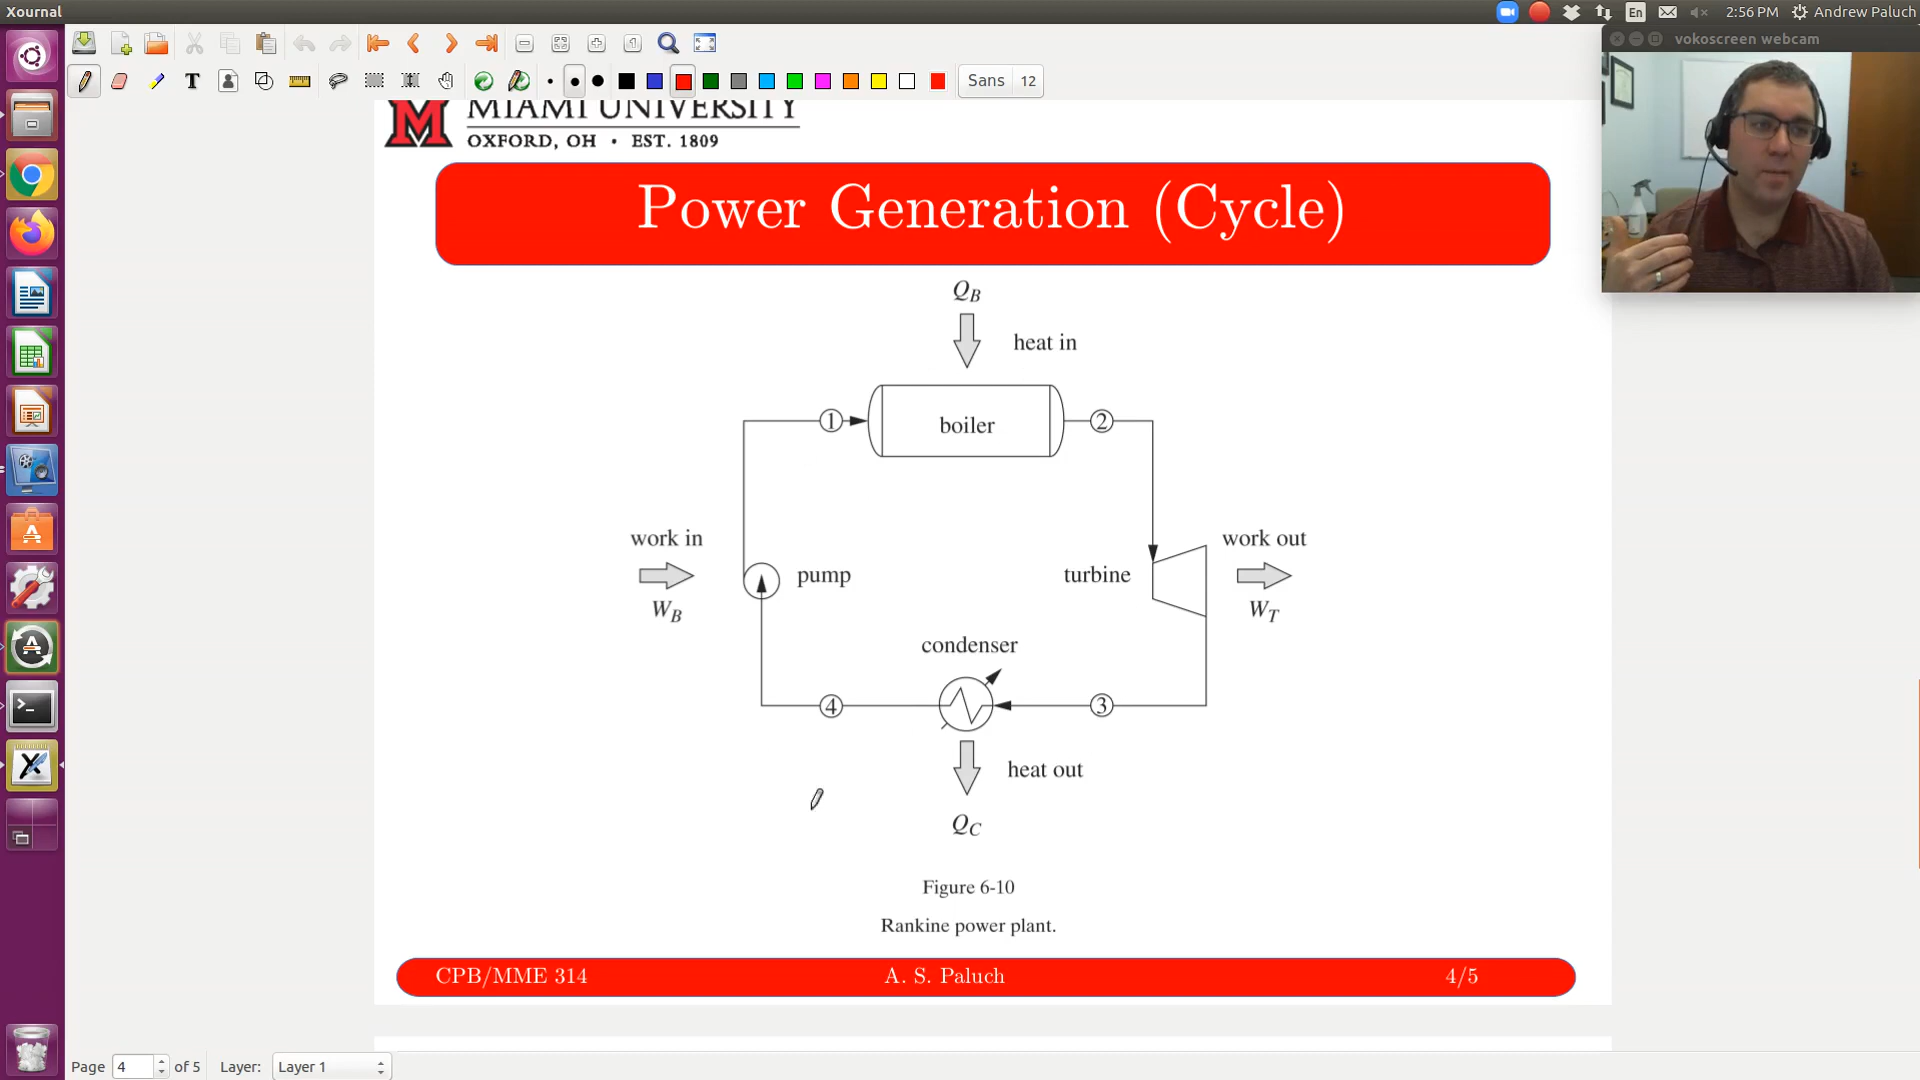 Xournal
En
2:56 PM
Andrew Paluch
vokoscreen webcam
Sans 12
MIAMI UNIVERSITY
OXFORD, OH • EST. 1809
Power Generation (Cycle)
Q_B
heat in
1
boiler
2
work in
work out
pump
turbine
W_B
W_T
condenser
4
3
heat out
Q_C
Figure 6-10
Rankine power plant.
CPB/MME 314
A. S. Paluch
4/5
Page 4 of 5 Layer: Layer 1